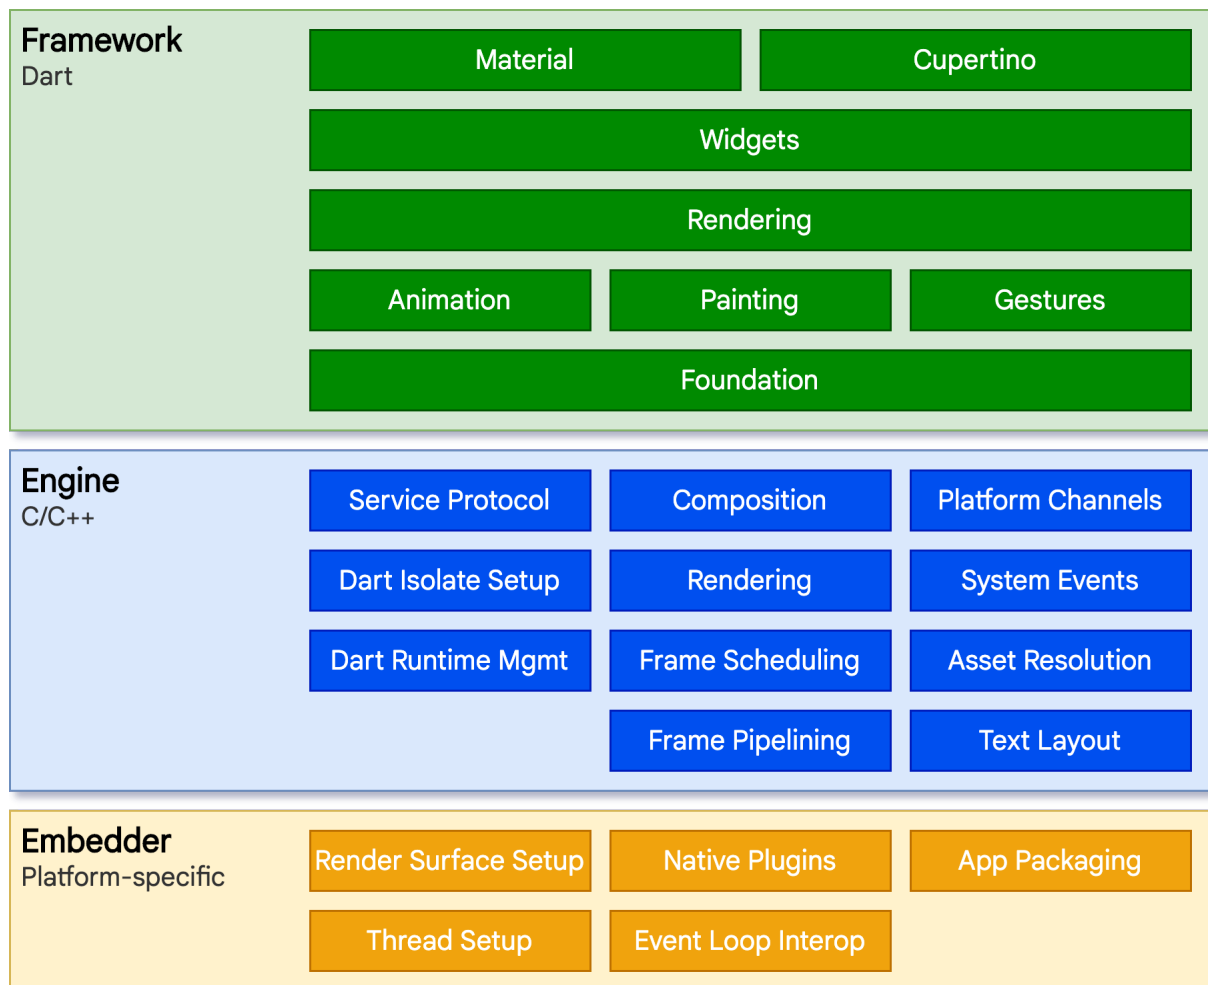 Framework
Dart
Material
Cupertino
Widgets
Rendering
Animation
Painting
Gestures
Foundation
Engine
C/C++
Service Protocol
Composition
Platform Channels
Dart Isolate Setup
Rendering
System Events
Dart Runtime Mgmt
Frame Scheduling
Asset Resolution
Frame Pipelining
Text Layout
Embedder
Platform-specific
Render Surface Setup
Native Plugins
App Packaging
Thread Setup
Event Loop Interop